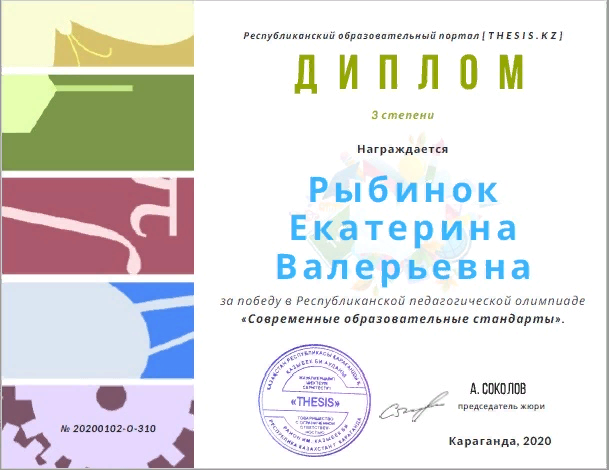 Республиканский образовательный портал [THESIS.KZ]
ДИПЛОМ
3 степени
Награждается
Рыбинок
Екатерина
Валерьевна
за победу в Республиканской педагогической олимпиаде
«Современные образовательные стандарты».
«THESIS»
А. СОКОЛОВ
председатель жюри
№ 20200102-0-310
Караганда, 2020